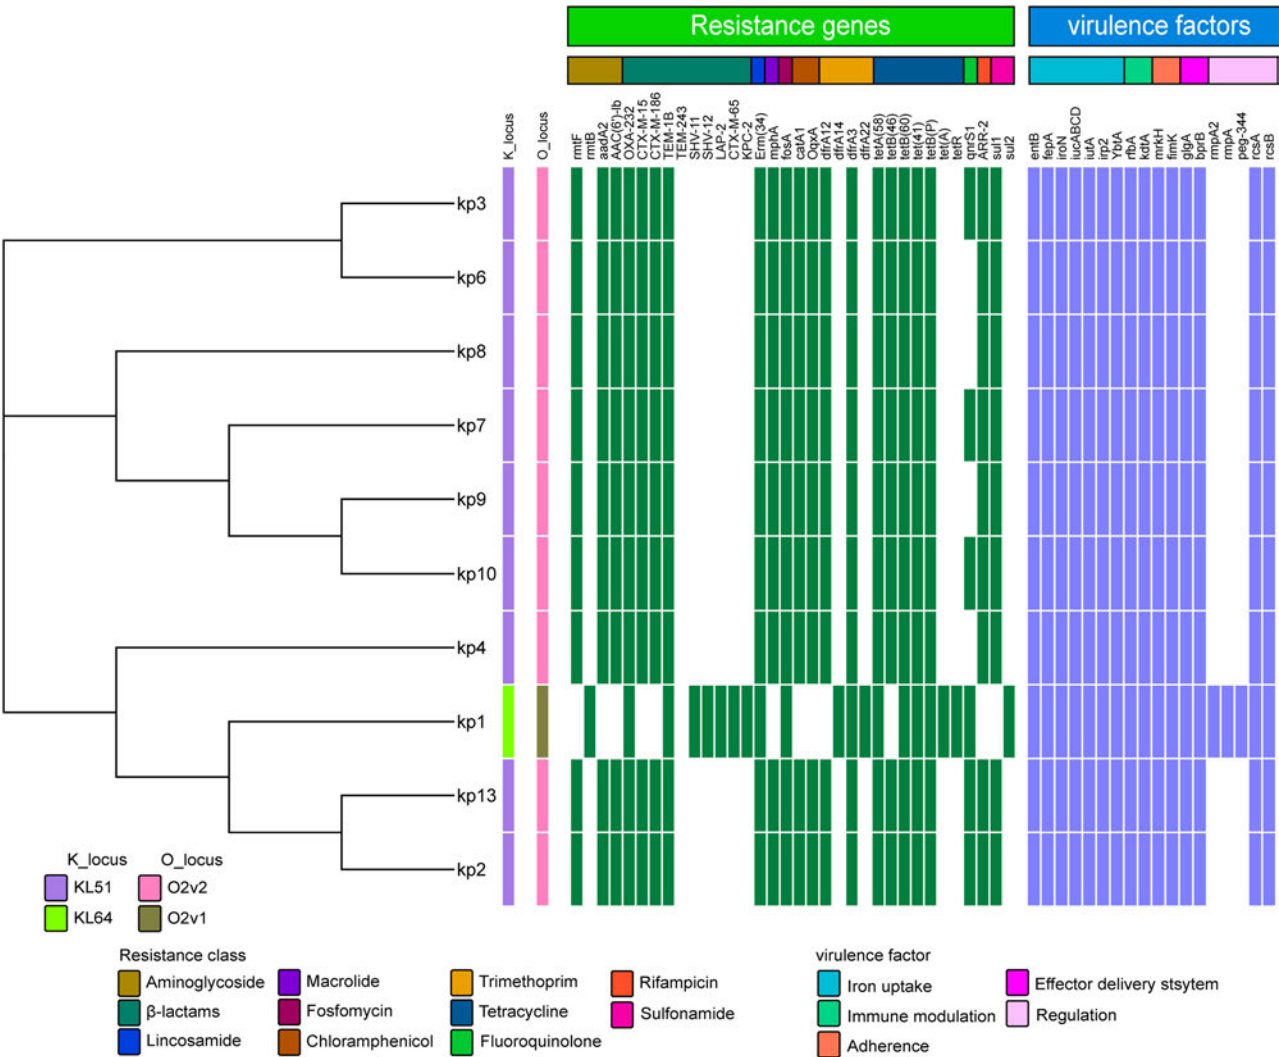 Resistance genes
virulence factors
K_locus
O_locus
rmtF
rmtB
aadA2
AAC(6')-Ib
OXA-232
CTX-M-15
CTX-M-186
TEM-1B
TEM-243
SHV-11
SHV-12
LAP-2
CTX-M-65
KPC-2
Erm(34)
mphA
fosA
catA1
OqxA
dfrA12
dfrA14
dfrA3
dfrA22
tetA(58)
tetB(46)
tetB(60)
tet(41)
tetB(P)
tet(A)
tetR
qnrS1
ARR-2
sul1
sul2
entB
fepA
iroN
iucABCD
iutA
irp2
YbtA
rfbA
kdtA
mrkH
fimK
glgA
bprB
rmpA2
rmpA
peg-344
rcsA
rcsB
kp3
kp6
kp8
kp7
kp9
kp10
kp4
kp1
kp13
kp2
K_locus
O_locus
KL51
O2v2
KL64
O2v1
Resistance class
Aminoglycoside
Macrolide
Trimethoprim
Rifampicin
β-lactams
Fosfomycin
Tetracycline
Sulfonamide
Lincosamide
Chloramphenicol
Fluoroquinolone
virulence factor
Iron uptake
Effector delivery ststytem
Immune modulation
Regulation
Adherence